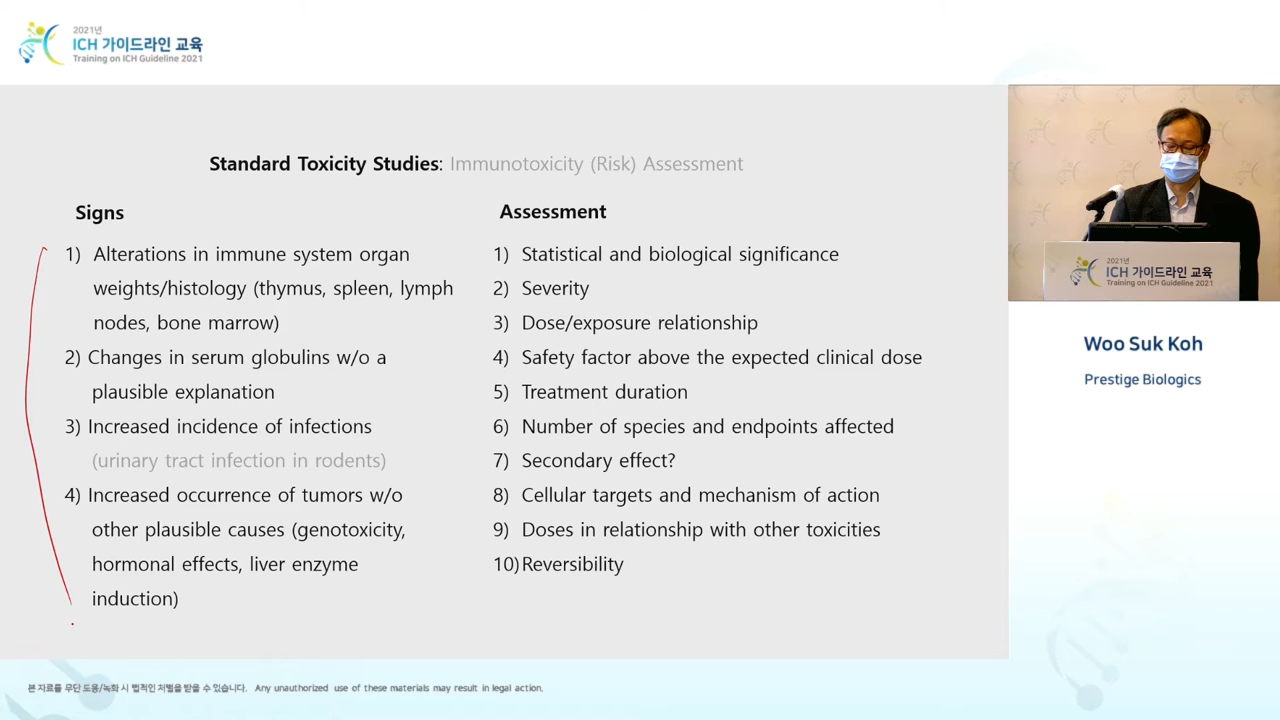 2021년
ICH 가이드라인 교육
Training on ICH Guideline 2021
Standard Toxicity Studies: Immunotoxicity (Risk) Assessment
Signs
1) Alterations in immune system organ
weights/histology (thymus, spleen, lymph
nodes, bone marrow)
2) Changes in serum globulins w/o a
plausible explanation
3) Increased incidence of infections
(urinary tract infection in rodents)
4) Increased occurrence of tumors w/o
other plausible causes (genotoxicity,
hormonal effects, liver enzyme
induction)
Assessment
1) Statistical and biological significance
2) Severity
3) Dose/exposure relationship
4) Safety factor above the expected clinical dose
5) Treatment duration
6) Number of species and endpoints affected
7) Secondary effect?
8) Cellular targets and mechanism of action
9) Doses in relationship with other toxicities
10) Reversibility
2021년
ICH 가이드라인 교육
Training on ICH Guideline 2021
Woo Suk Koh
Prestige Biologics
본 자료를 무단 도용/녹화 시 법적인 처벌을 받을 수 있습니다. Any unauthorized use of these materials may result in legal action.